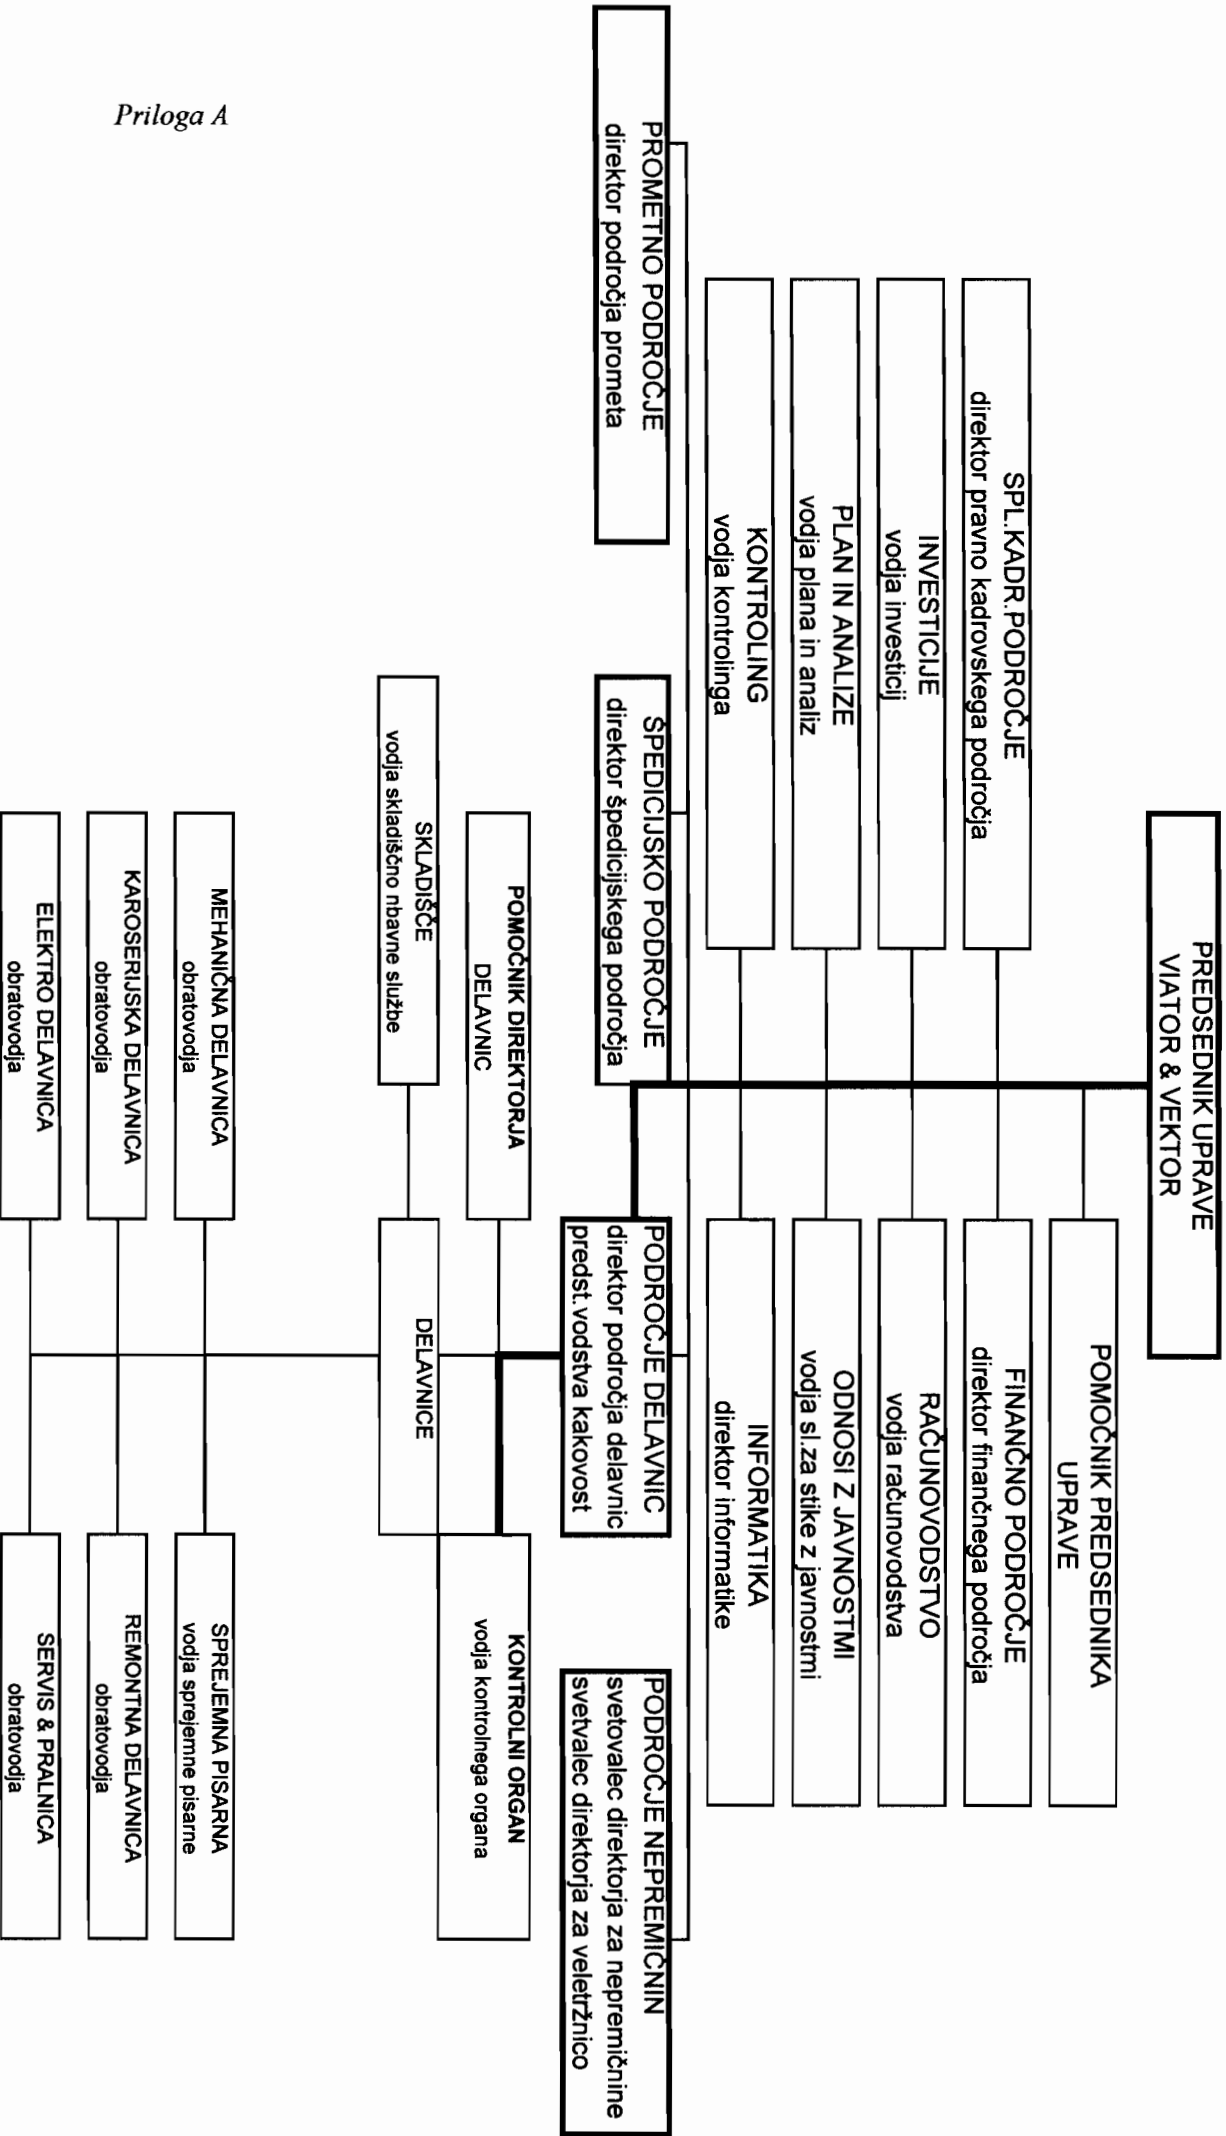 Priloga A
PREDSEDNIK UPRAVE
VIATOR & VEKTOR
POMOČNIK PREDSEDNIKA
UPRAVE
SPL.KADR.PODROČJE
direktor pravno kadrovskega področja
FINANČNO PODROČJE
direktor finančnega področja
INVESTICIJE
vodja investicij
RAČUNOVODSTVO
vodja računovodstva
PLAN IN ANALIZE
vodja plana in analiz
ODNOSI Z JAVNOSTMI
vodja sl.za stike z javnostmi
KONTROLING
vodja kontrolinga
INFORMATIKA
direktor informatike
PROMETNO PODROČJE
direktor področja prometa
ŠPEDICIJSKO PODROČJE
direktor špedicijskega področja
PODROČJE DELAVNIC
direktor področja delavnic
predst.vodstva kakovost
PODROČJE NEPREMIČNIN
svetovalec direktorja za nepremičnine
svetvalec direktorja za veletržnico
POMOČNIK DIREKTORJA
DELAVNIC
KONTROLNI ORGAN
vodja kontrolnega organa
SKLADIŠČE
vodja skladiščno nbavne službe
DELAVNICE
MEHANIČNA DELAVNICA
obratovodja
SPREJEMNA PISARNA
vodja sprejemne pisarne
KAROSERIJSKA DELAVNICA
obratovodja
REMONTNA DELAVNICA
obratovodja
ELEKTRO DELAVNICA
obratovodja
SERVIS & PRALNICA
obratovodja